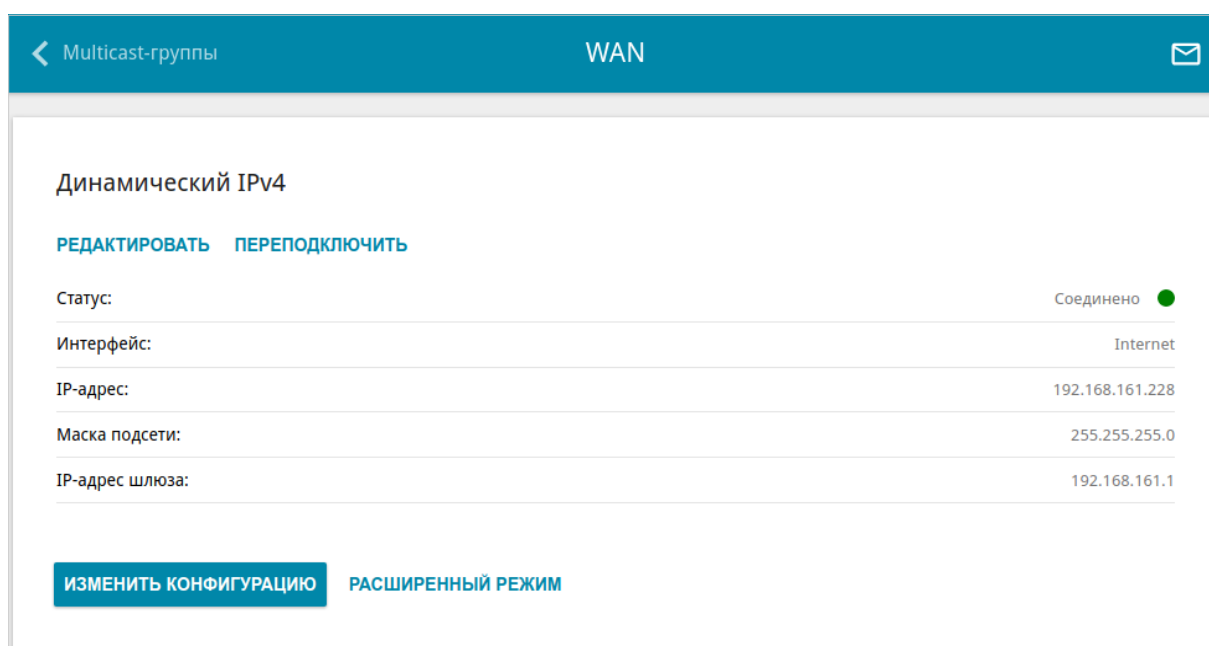 Multicast-группы WAN
Динамический IPv4
РЕДАКТИРОВАТЬ ПЕРЕПОДКЛЮЧИТЬ
Статус: Соединено
Интерфейс: Internet
IP-адрес: 192.168.161.228
Маска подсети: 255.255.255.0
IP-адрес шлюза: 192.168.161.1
ИЗМЕНИТЬ КОНФИГУРАЦИЮ РАСШИРЕННЫЙ РЕЖИМ